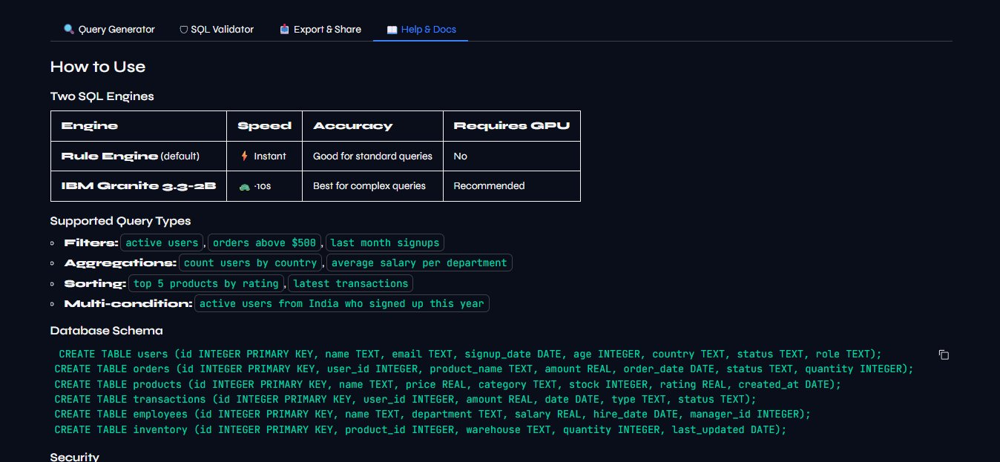 Query Generator SQL Validator Export & Share Help & Docs
How to Use
Two SQL Engines
Engine Speed Accuracy Requires GPU
Rule Engine (default) Instant Good for standard queries No
IBM Granite 3.3-2B ·10s Best for complex queries Recommended
Supported Query Types
Filters: active users, orders above $500, last month signups
Aggregations: count users by country, average salary per department
Sorting: top 5 products by rating, latest transactions
Multi-condition: active users from India who signed up this year
Database Schema
CREATE TABLE users (id INTEGER PRIMARY KEY, name TEXT, email TEXT, signup_date DATE, age INTEGER, country TEXT, status TEXT, role TEXT);
CREATE TABLE orders (id INTEGER PRIMARY KEY, user_id INTEGER, product_name TEXT, amount REAL, order_date DATE, status TEXT, quantity INTEGER);
CREATE TABLE products (id INTEGER PRIMARY KEY, name TEXT, price REAL, category TEXT, stock INTEGER, rating REAL, created_at DATE);
CREATE TABLE transactions (id INTEGER PRIMARY KEY, user_id INTEGER, amount REAL, date DATE, type TEXT, status TEXT);
CREATE TABLE employees (id INTEGER PRIMARY KEY, name TEXT, department TEXT, salary REAL, hire_date DATE, manager_id INTEGER);
CREATE TABLE inventory (id INTEGER PRIMARY KEY, product_id INTEGER, warehouse TEXT, quantity INTEGER, last_updated DATE);
Security